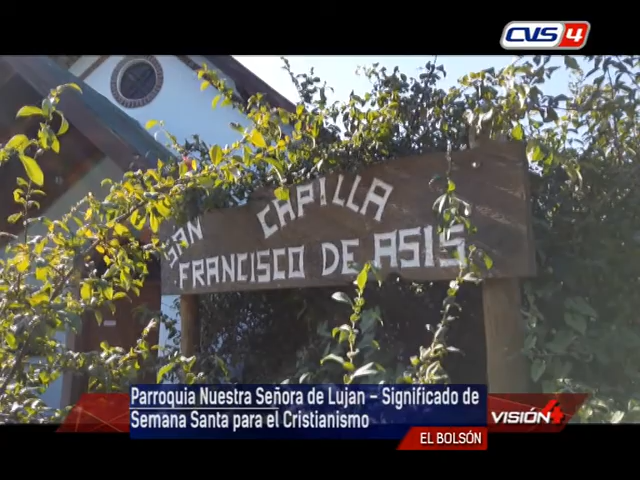 CVS 4
CAPILLA
SAN
FRANCISCO DE ASIS
Parroquia Nuestra Señora de Lujan – Significado de
Semana Santa para el Cristianismo
VISIÓN 4
EL BOLSÓN